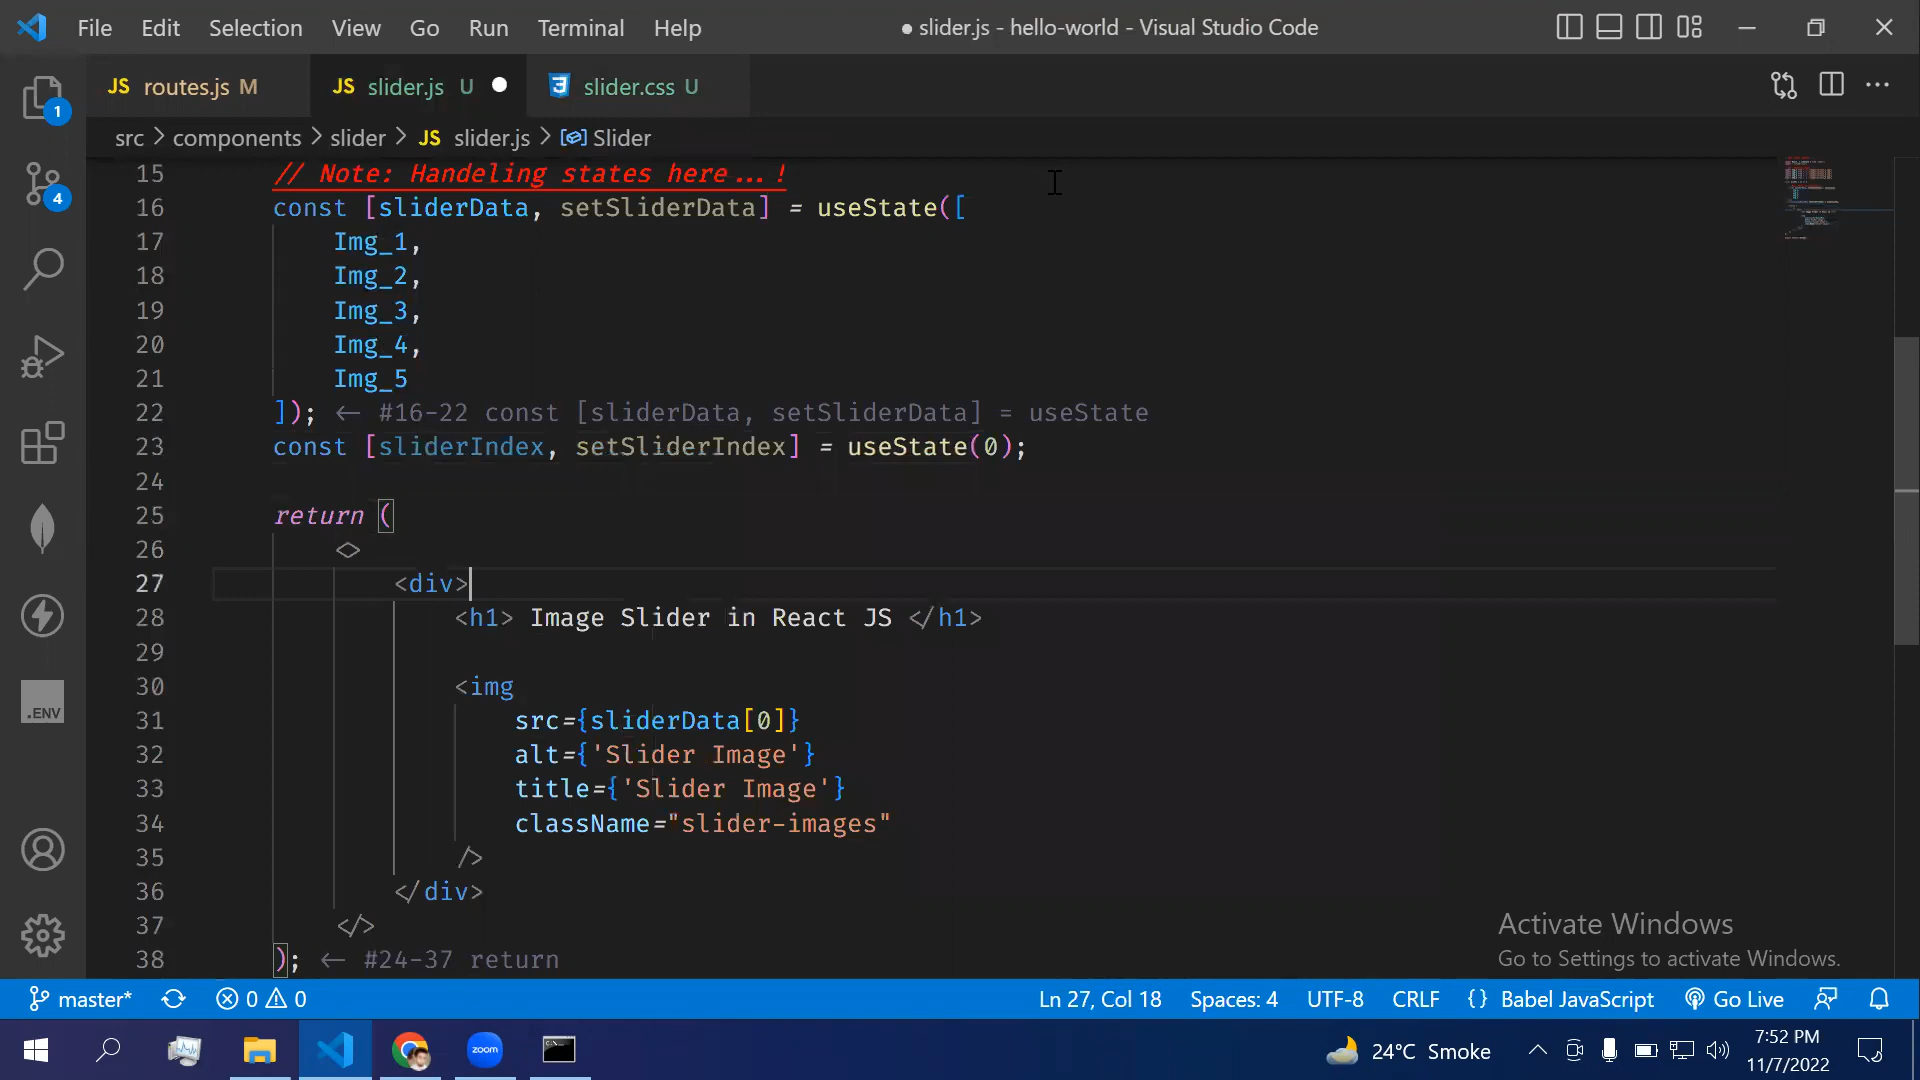 File Edit Selection View Go Run Terminal Help ● slider.js - hello-world - Visual Studio Code
JS routes.js M JS slider.js U ● slider.css U
src > components > slider > JS slider.js > Slider
1
4
.ENV
15 // Note: Handeling states here...!
16 const [sliderData, setSliderData] = useState([
17 Img_1,
18 Img_2,
19 Img_3,
20 Img_4,
21 Img_5
22 ]); <- #16-22 const [sliderData, setSliderData] = useState
23 const [sliderIndex, setSliderIndex] = useState(0);
24
25 return (
26 <>
27 <div>
28 <h1> Image Slider in React JS </h1>
29
30 <img
31 src={sliderData[0]}
32 alt={'Slider Image'}
33 title={'Slider Image'}
34 className="slider-images"
35 />
36 </div>
37 </>
38 ); <- #24-37 return
Activate Windows
Go to Settings to activate Windows.
master* 0 0 Ln 27, Col 18 Spaces: 4 UTF-8 CRLF {} Babel JavaScript Go Live
zoom 24°C Smoke 7:52 PM
11/7/2022